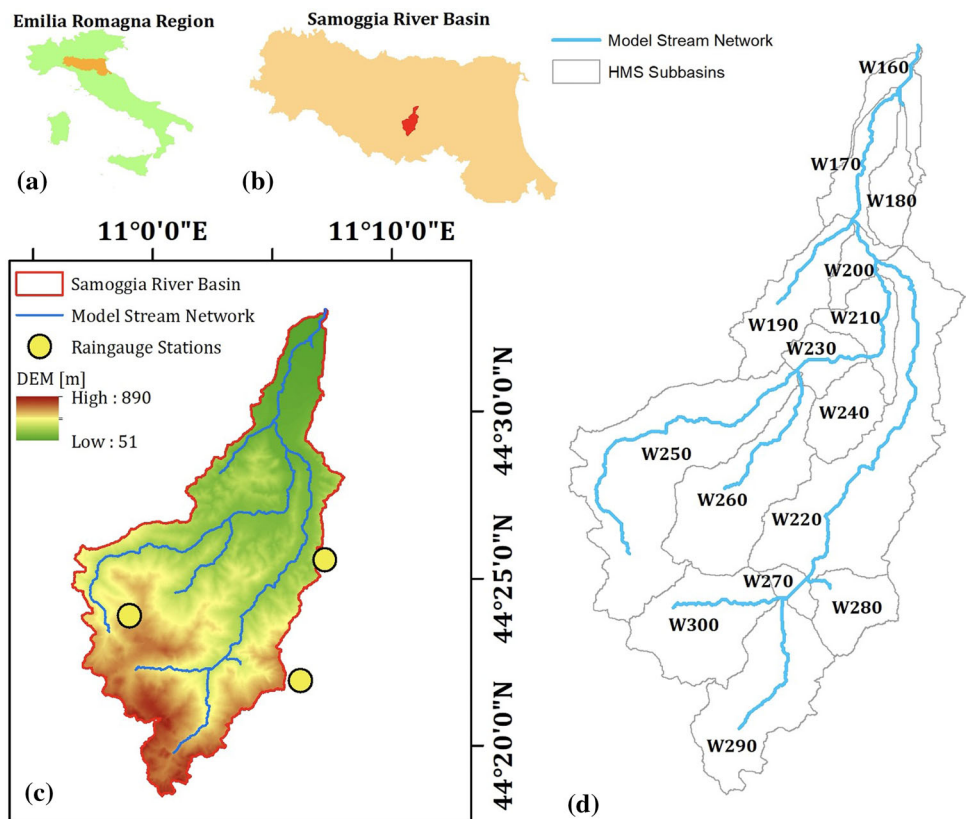 Emilia Romagna Region
(a)
Samoggia River Basin
(b)
11°0'0"E
11°10'0"E
Samoggia River Basin
Model Stream Network
Raingauge Stations
DEM [m]
High : 890
Low : 51
44°30'0"N
44°25'0"N
44°20'0"N
(c)
Model Stream Network
HMS Subbasins
W160
W170
W180
W200
W190
W210
W230
W240
W250
W260
W220
W270
W280
W300
W290
(d)